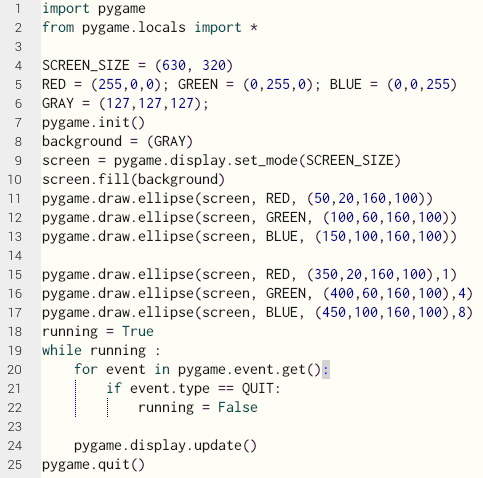 1 import pygame
2 from pygame.locals import *
3
4 SCREEN_SIZE = (630, 320)
5 RED = (255,0,0); GREEN = (0,255,0); BLUE = (0,0,255)
6 GRAY = (127,127,127);
7 pygame.init()
8 background = (GRAY)
9 screen = pygame.display.set_mode(SCREEN_SIZE)
10 screen.fill(background)
11 pygame.draw.ellipse(screen, RED, (50,20,160,100))
12 pygame.draw.ellipse(screen, GREEN, (100,60,160,100))
13 pygame.draw.ellipse(screen, BLUE, (150,100,160,100))
14
15 pygame.draw.ellipse(screen, RED, (350,20,160,100),1)
16 pygame.draw.ellipse(screen, GREEN, (400,60,160,100),4)
17 pygame.draw.ellipse(screen, BLUE, (450,100,160,100),8)
18 running = True
19 while running :
20     for event in pygame.event.get():
21         if event.type == QUIT:
22             running = False
23
24     pygame.display.update()
25 pygame.quit()